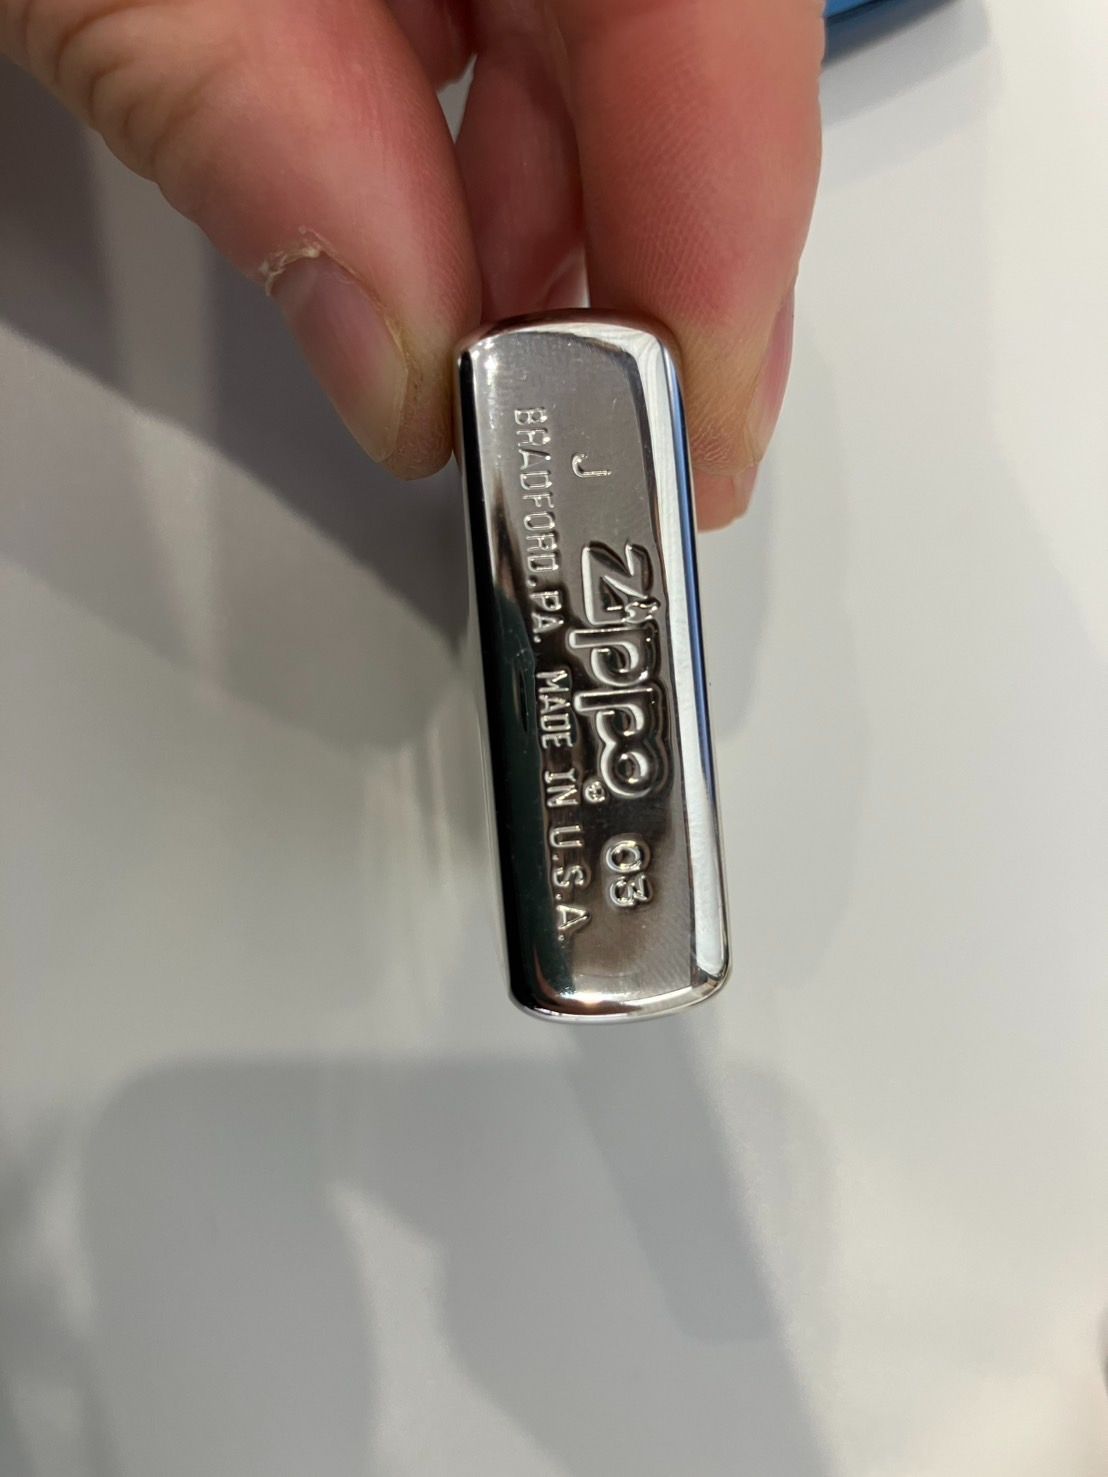 J Zippo ® 03
BRADFORD, PA. MADE IN U.S.A.